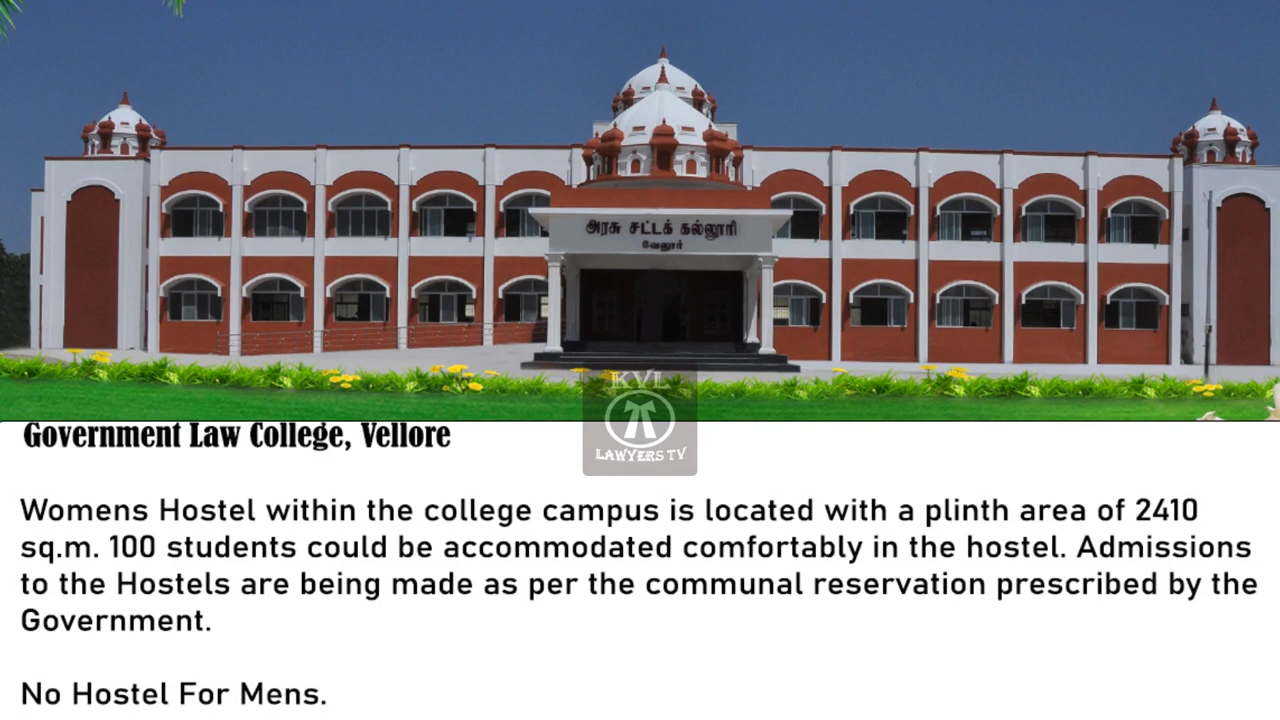 அரசு சட்டக் கல்லூரி
வேலூர்
KVL
LAWYERS TV
Government Law College, Vellore
Womens Hostel within the college campus is located with a plinth area of 2410
sq.m. 100 students could be accommodated comfortably in the hostel. Admissions
to the Hostels are being made as per the communal reservation prescribed by the
Government.
No Hostel For Mens.